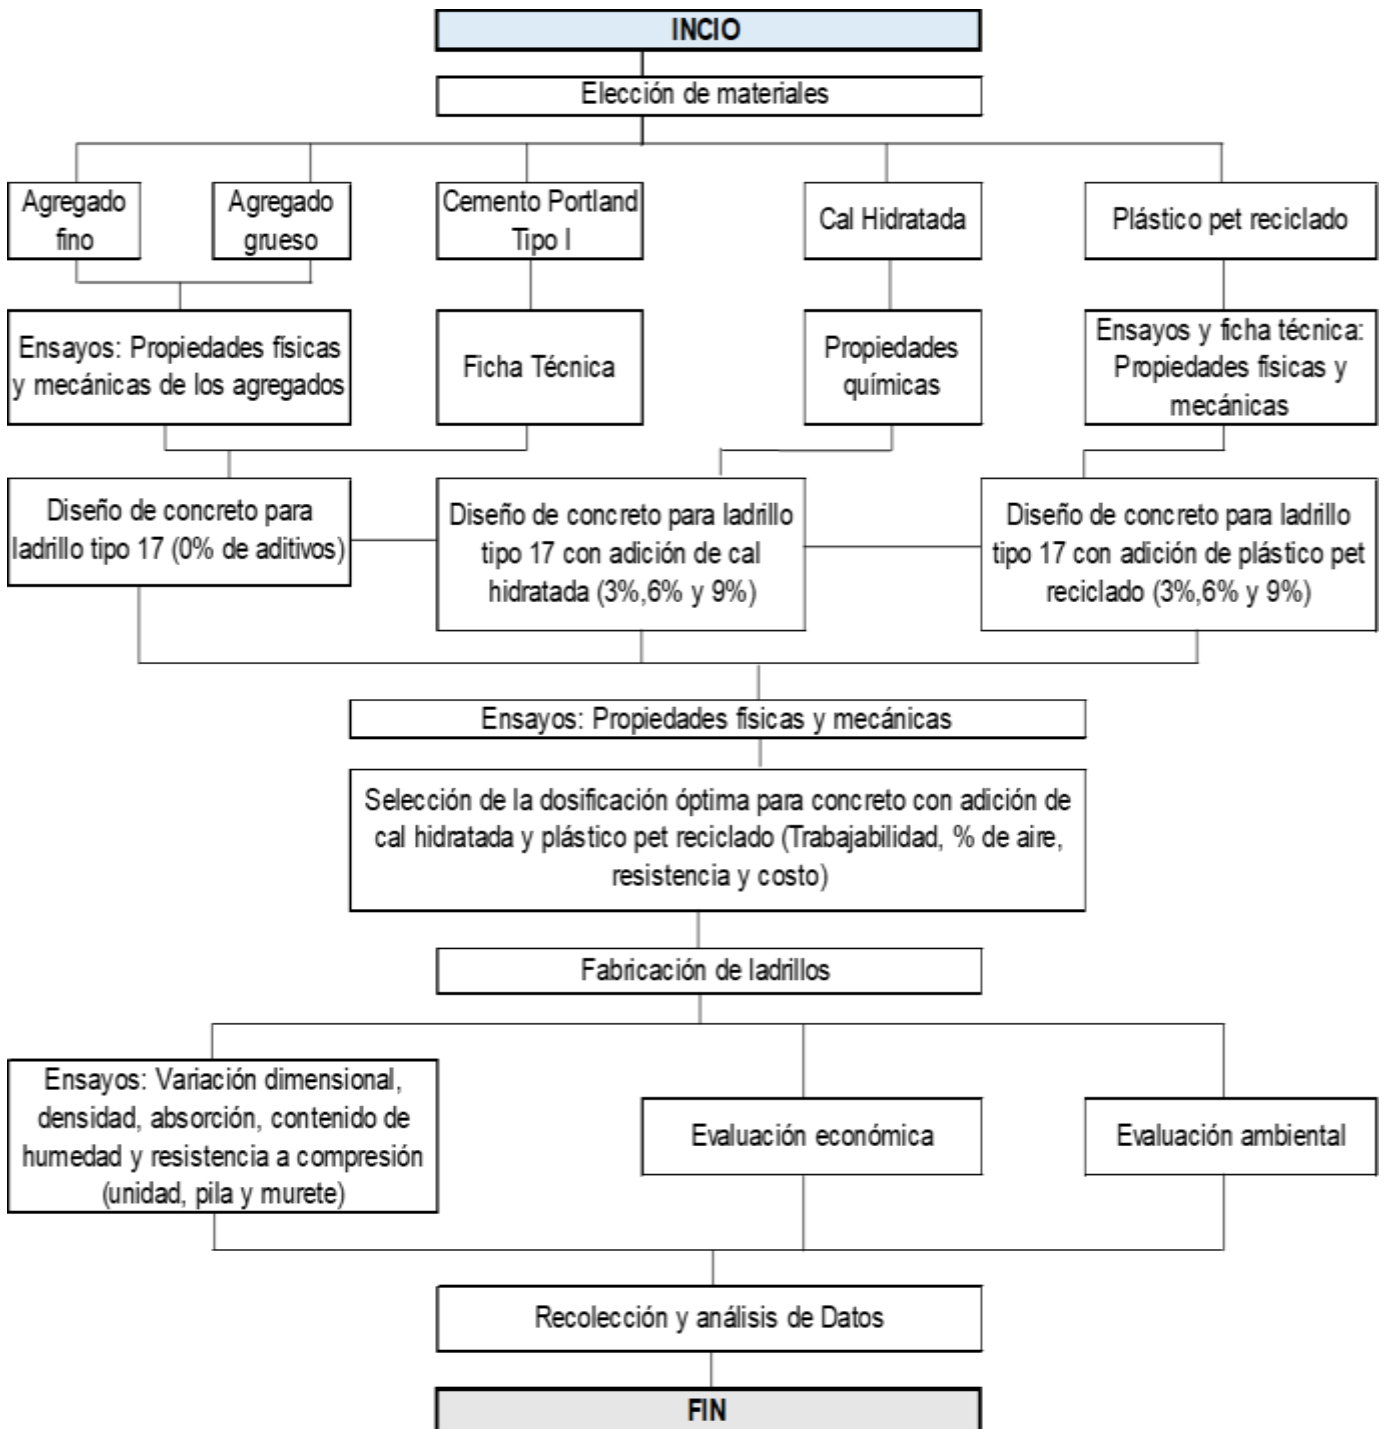 INCIO
Elección de materiales
Agregado
fino
Agregado
grueso
Cemento Portland
Tipo I
Cal Hidratada
Plástico pet reciclado
Ensayos: Propiedades físicas
y mecánicas de los agregados
Ficha Técnica
Propiedades
químicas
Ensayos y ficha técnica:
Propiedades físicas y
mecánicas
Diseño de concreto para
ladrillo tipo 17 (0% de aditivos)
Diseño de concreto para ladrillo
tipo 17 con adición de cal
hidratada (3%,6% y 9%)
Diseño de concreto para ladrillo
tipo 17 con adición de plástico pet
reciclado (3%,6% y 9%)
Ensayos: Propiedades físicas y mecánicas
Selección de la dosificación óptima para concreto con adición de
cal hidratada y plástico pet reciclado (Trabajabilidad, % de aire,
resistencia y costo)
Fabricación de ladrillos
Ensayos: Variación dimensional,
densidad, absorción, contenido de
humedad y resistencia a compresión
(unidad, pila y murete)
Evaluación económica
Evaluación ambiental
Recolección y análisis de Datos
FIN